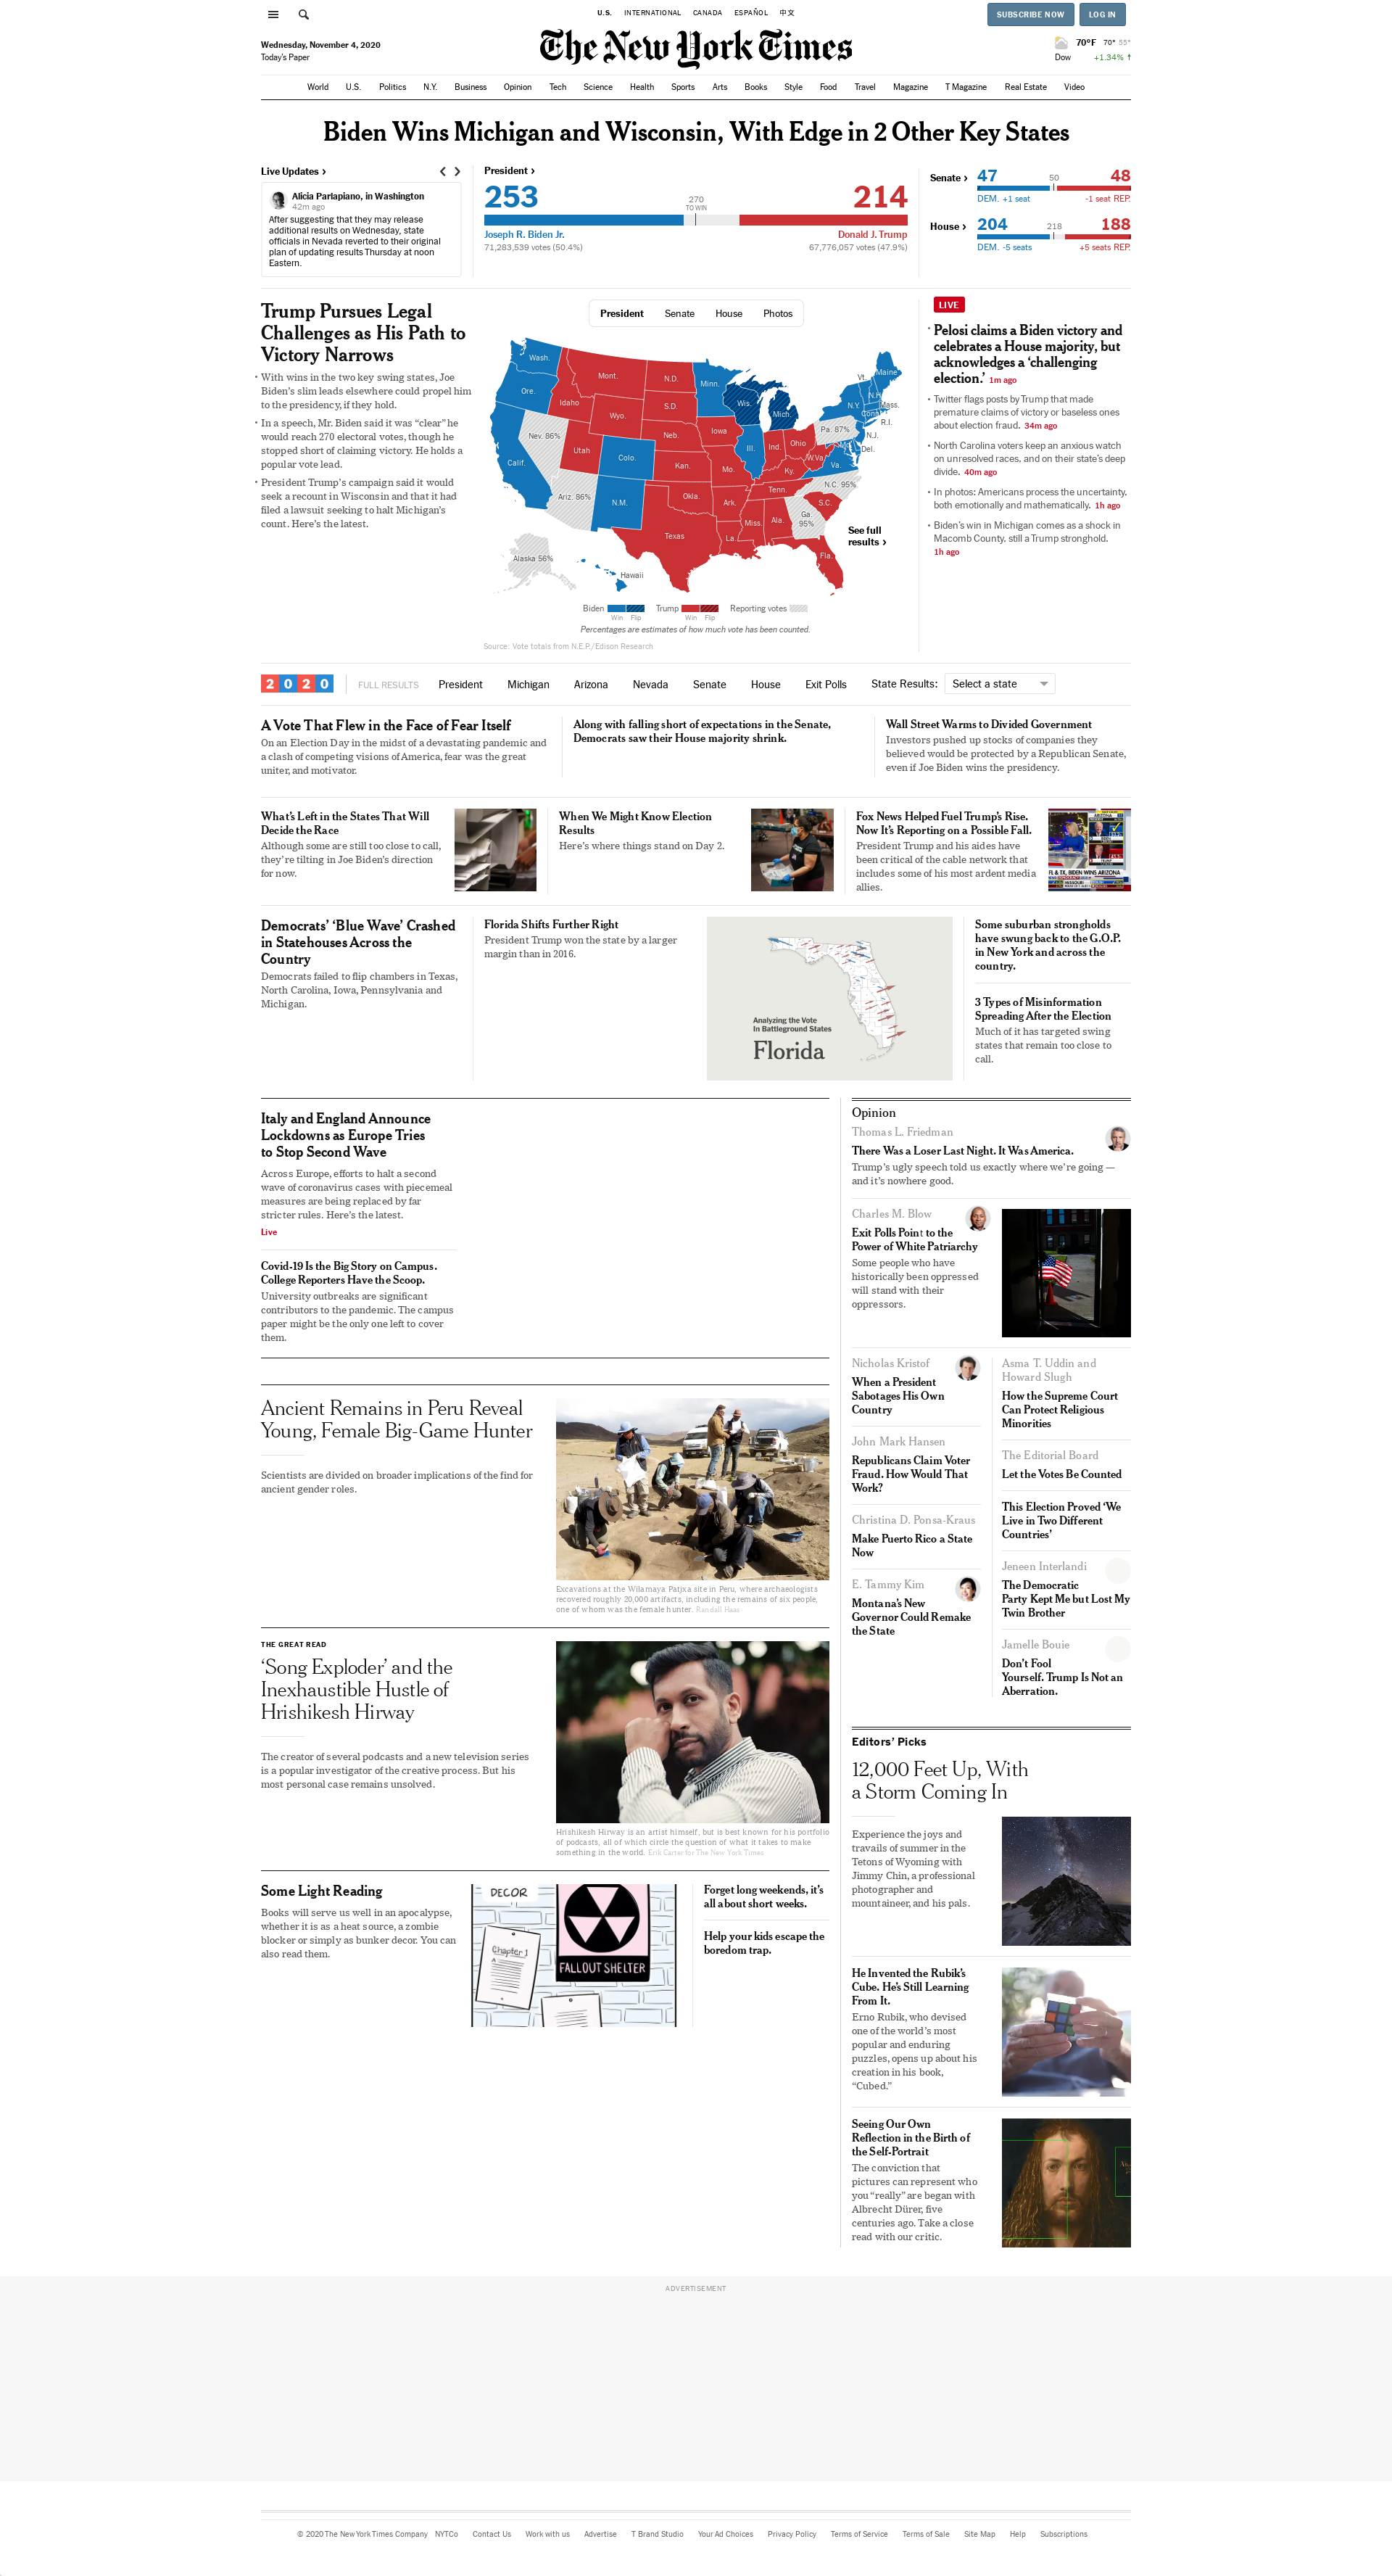 U.S. INTERNATIONAL CANADA ESPAÑOL 中文
SUBSCRIBE NOW LOG IN
Wednesday, November 4, 2020
Today's Paper
The New York Times
70°F 70° 55°
Dow +1.34% ↑
World U.S. Politics N.Y. Business Opinion Tech Science Health Sports Arts Books Style Food Travel Magazine T Magazine Real Estate Video
Biden Wins Michigan and Wisconsin, With Edge in 2 Other Key States
Live Updates ›
Alicia Parlapiano, in Washington
42m ago
After suggesting that they may release
additional results on Wednesday, state
officials in Nevada reverted to their original
plan of updating results Thursday at noon
Eastern.
President ›
253
270
TO WIN
214
Joseph R. Biden Jr.
Donald J. Trump
71,283,539 votes (50.4%)
67,776,057 votes (47.9%)
Senate ›
47 50 48
DEM. +1 seat -1 seat REP.
House ›
204 218 188
DEM. -5 seats +5 seats REP.
Trump Pursues Legal
Challenges as His Path to
Victory Narrows
• With wins in the two key swing states, Joe
Biden's slim leads elsewhere could propel him
to the presidency, if they hold.
• In a speech, Mr. Biden said it was “clear” he
would reach 270 electoral votes, though he
stopped short of claiming victory. He holds a
popular vote lead.
• President Trump's campaign said it would
seek a recount in Wisconsin and that it had
filed a lawsuit seeking to halt Michigan's
count. Here's the latest.
President Senate House Photos
Wash.
Mont.
N.D.
Minn.
Vt.
Maine
Ore.
Idaho
Wyo.
S.D.
Wis.
Mich.
N.Y.
N.H.
Mass.
Conn.
R.I.
Nev. 86%
Utah
Neb.
Iowa
Ill.
Ind.
Ohio
Pa. 87%
N.J.
Del.
Calif.
Colo.
Kan.
Mo.
Ky.
W.Va.
Va.
Ariz. 86%
N.M.
Okla.
Ark.
Tenn.
N.C. 95%
S.C.
Texas
La.
Miss.
Ala.
Ga.
95%
Fla.
Alaska 56%
Hawaii
See full
results ›
Biden Trump Reporting votes
Win Flip Win Flip
Percentages are estimates of how much vote has been counted.
Source: Vote totals from N.E.P./Edison Research
LIVE
• Pelosi claims a Biden victory and
celebrates a House majority, but
acknowledges a ‘challenging
election.’ 1m ago
• Twitter flags posts by Trump that made
premature claims of victory or baseless ones
about election fraud. 34m ago
• North Carolina voters keep an anxious watch
on unresolved races, and on their state's deep
divide. 40m ago
• In photos: Americans process the uncertainty,
both emotionally and mathematically. 1h ago
• Biden's win in Michigan comes as a shock in
Macomb County, still a Trump stronghold.
1h ago
2020 FULL RESULTS President Michigan Arizona Nevada Senate House Exit Polls State Results: Select a state
A Vote That Flew in the Face of Fear Itself
On an Election Day in the midst of a devastating pandemic and
a clash of competing visions of America, fear was the great
uniter, and motivator.
Along with falling short of expectations in the Senate,
Democrats saw their House majority shrink.
Wall Street Warms to Divided Government
Investors pushed up stocks of companies they
believed would be protected by a Republican Senate,
even if Joe Biden wins the presidency.
What's Left in the States That Will
Decide the Race
Although some are still too close to call,
they're tilting in Joe Biden's direction
for now.
When We Might Know Election
Results
Here's where things stand on Day 2.
Fox News Helped Fuel Trump's Rise.
Now It's Reporting on a Possible Fall.
President Trump and his aides have
been critical of the cable network that
includes some of his most ardent media
allies.
Democrats' ‘Blue Wave’ Crashed
in Statehouses Across the
Country
Democrats failed to flip chambers in Texas,
North Carolina, Iowa, Pennsylvania and
Michigan.
Florida Shifts Further Right
President Trump won the state by a larger
margin than in 2016.
Analyzing the Vote
In Battleground States
Florida
Some suburban strongholds
have swung back to the G.O.P.
in New York and across the
country.
3 Types of Misinformation
Spreading After the Election
Much of it has targeted swing
states that remain too close to
call.
Italy and England Announce
Lockdowns as Europe Tries
to Stop Second Wave
Across Europe, efforts to halt a second
wave of coronavirus cases with piecemeal
measures are being replaced by far
stricter rules. Here's the latest.
Live
Covid-19 Is the Big Story on Campus.
College Reporters Have the Scoop.
University outbreaks are significant
contributors to the pandemic. The campus
paper might be the only one left to cover
them.
Ancient Remains in Peru Reveal
Young, Female Big-Game Hunter
Scientists are divided on broader implications of the find for
ancient gender roles.
Excavations at the Wilamaya Patjxa site in Peru, where archaeologists
recovered roughly 20,000 artifacts, including the remains of six people,
one of whom was the female hunter. Randall Haas
THE GREAT READ
‘Song Exploder’ and the
Inexhaustible Hustle of
Hrishikesh Hirway
The creator of several podcasts and a new television series
is a popular investigator of the creative process. But his
most personal case remains unsolved.
Hrishikesh Hirway is an artist himself, but is best known for his portfolio
of podcasts, all of which circle the question of what it takes to make
something in the world. Erik Carter for The New York Times
Some Light Reading
Books will serve us well in an apocalypse,
whether it is as a heat source, a zombie
blocker or simply as bunker decor. You can
also read them.
DECOR
Chapter 1
FALLOUT SHELTER
Forget long weekends, it's
all about short weeks.
Help your kids escape the
boredom trap.
Opinion
Thomas L. Friedman
There Was a Loser Last Night. It Was America.
Trump's ugly speech told us exactly where we're going —
and it's nowhere good.
Charles M. Blow
Exit Polls Point to the
Power of White Patriarchy
Some people who have
historically been oppressed
will stand with their
oppressors.
Nicholas Kristof
When a President
Sabotages His Own
Country
John Mark Hansen
Republicans Claim Voter
Fraud. How Would That
Work?
Christina D. Ponsa-Kraus
Make Puerto Rico a State
Now
E. Tammy Kim
Montana's New
Governor Could Remake
the State
Asma T. Uddin and
Howard Slugh
How the Supreme Court
Can Protect Religious
Minorities
The Editorial Board
Let the Votes Be Counted
This Election Proved ‘We
Live in Two Different
Countries’
Jeneen Interlandi
The Democratic
Party Kept Me but Lost My
Twin Brother
Jamelle Bouie
Don't Fool
Yourself. Trump Is Not an
Aberration.
Editors' Picks
12,000 Feet Up, With
a Storm Coming In
Experience the joys and
travails of summer in the
Tetons of Wyoming with
Jimmy Chin, a professional
photographer and
mountaineer, and his pals.
He Invented the Rubik's
Cube. He's Still Learning
From It.
Erno Rubik, who devised
one of the world's most
popular and enduring
puzzles, opens up about his
creation in his book,
“Cubed.”
Seeing Our Own
Reflection in the Birth of
the Self-Portrait
The conviction that
pictures can represent who
you “really” are began with
Albrecht Dürer, five
centuries ago. Take a close
read with our critic.
ADVERTISEMENT
© 2020 The New York Times Company NYTCo Contact Us Work with us Advertise T Brand Studio Your Ad Choices Privacy Policy Terms of Service Terms of Sale Site Map Help Subscriptions